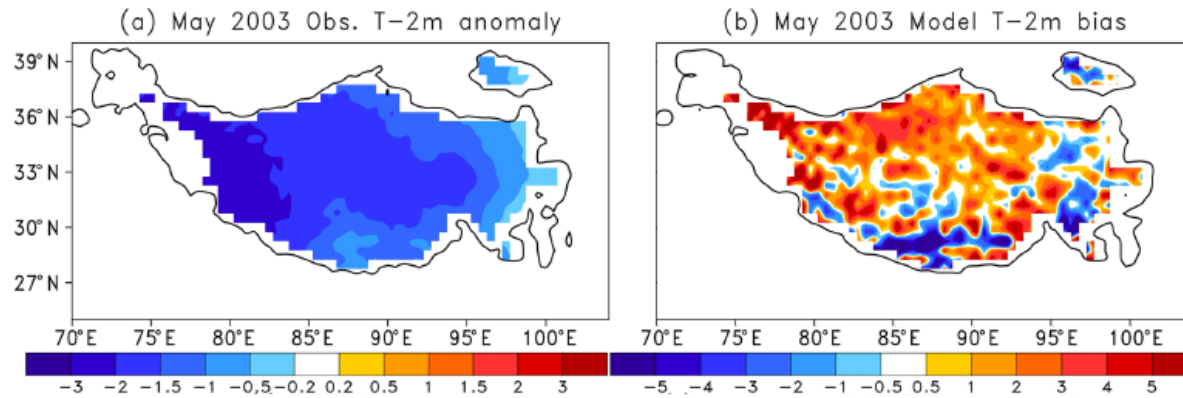 (a) May 2003 Obs. T-2m anomaly
(b) May 2003 Model T-2m bias
39°N
36°N
33°N
30°N
27°N
70°E 75°E 80°E 85°E 90°E 95°E 100°E
70°E 75°E 80°E 85°E 90°E 95°E 100°E
-3 -2 -1.5 -1 -0.5 -0.2 0.2 0.5 1 1.5 2 3
-5 -4 -3 -2 -1 -0.5 0.5 1 2 3 4 5